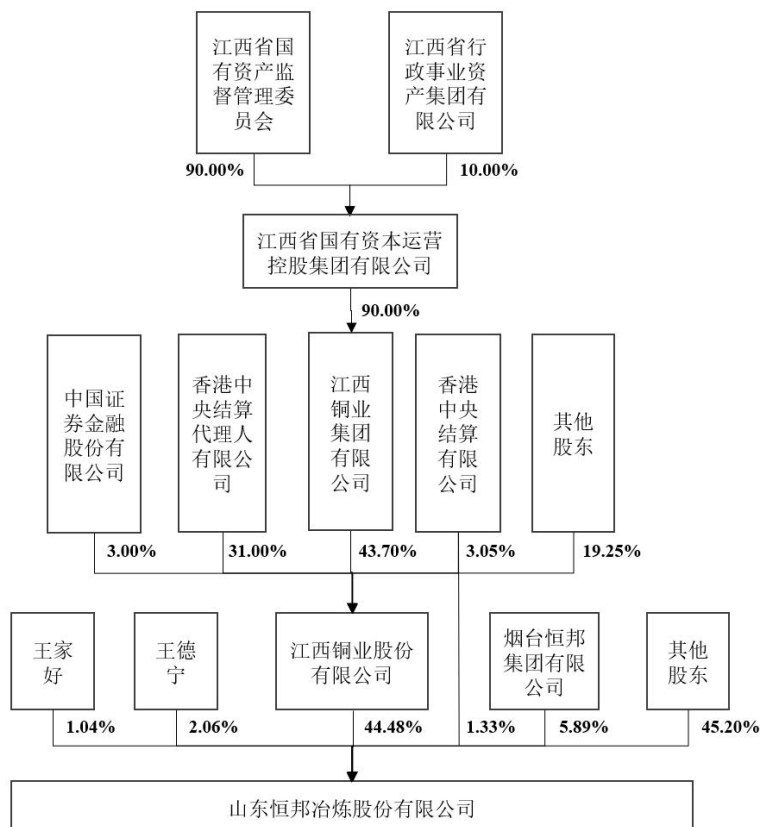 江西省国
有资产监
督管理委
员会
江西省行
政事业资
产集团有
限公司
90.00%
10.00%
江西省国有资本运营
控股集团有限公司
90.00%
中国证
券金融
股份有
限公司
香港中
央结算
代理人
有限公
司
江西
铜业
集团
有限
公司
香港
中央
结算
有限
公司
其他
股东
3.00%
31.00%
43.70%
3.05%
19.25%
王家
好
王德
宁
江西铜业股份
有限公司
烟台恒邦
集团有限
公司
其他
股东
1.04%
2.06%
44.48%
1.33%
5.89%
45.20%
山东恒邦冶炼股份有限公司